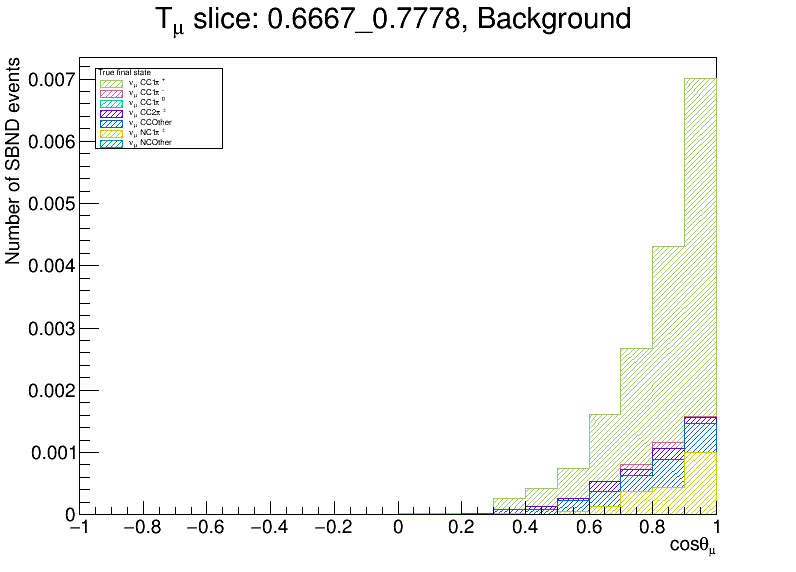 Tμ slice: 0.6667_0.7778, Background
Number of SBND events
0.007
0.006
0.005
0.004
0.003
0.002
0.001
0
True final state
νμ CC1π +
νμ CC1π -
νμ CC1π 0
νμ CC2π ±
νμ CCOther
νμ NC1π ±
νμ NCOther
−1 −0.8 −0.6 −0.4 −0.2 0 0.2 0.4 0.6 0.8 1
cosθμ